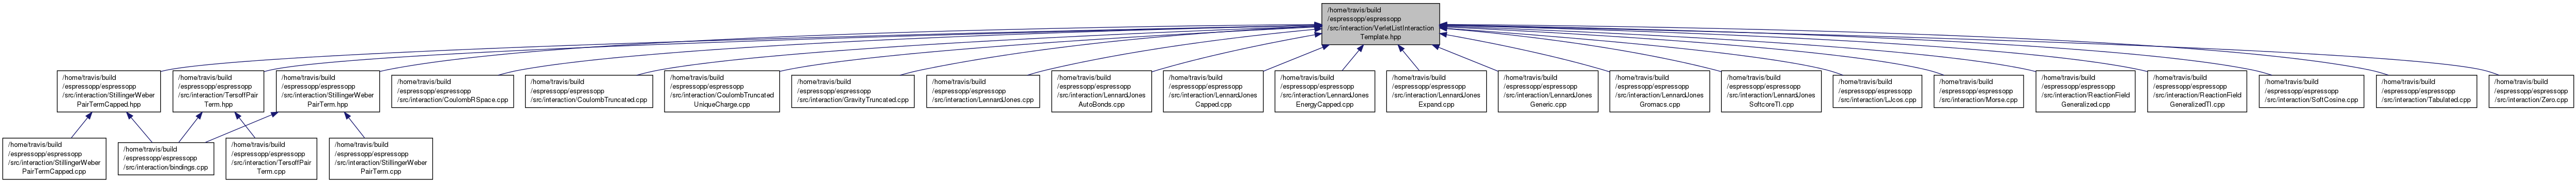 /home/travis/build
/espressopp/espressopp
/src/interaction/VerletListInteraction
Template.hpp
/home/travis/build
/espressopp/espressopp
/src/interaction/StillingerWeber
PairTermCapped.hpp
/home/travis/build
/espressopp/espressopp
/src/interaction/TersoffPair
Term.hpp
/home/travis/build
/espressopp/espressopp
/src/interaction/StillingerWeber
PairTerm.hpp
/home/travis/build
/espressopp/espressopp
/src/interaction/CoulombRSpace.cpp
/home/travis/build
/espressopp/espressopp
/src/interaction/CoulombTruncated.cpp
/home/travis/build
/espressopp/espressopp
/src/interaction/CoulombTruncated
UniqueCharge.cpp
/home/travis/build
/espressopp/espressopp
/src/interaction/GravityTruncated.cpp
/home/travis/build
/espressopp/espressopp
/src/interaction/LennardJones.cpp
/home/travis/build
/espressopp/espressopp
/src/interaction/LennardJones
AutoBonds.cpp
/home/travis/build
/espressopp/espressopp
/src/interaction/LennardJones
Capped.cpp
/home/travis/build
/espressopp/espressopp
/src/interaction/LennardJones
EnergyCapped.cpp
/home/travis/build
/espressopp/espressopp
/src/interaction/LennardJones
Expand.cpp
/home/travis/build
/espressopp/espressopp
/src/interaction/LennardJones
Generic.cpp
/home/travis/build
/espressopp/espressopp
/src/interaction/LennardJones
Gromacs.cpp
/home/travis/build
/espressopp/espressopp
/src/interaction/LennardJones
SoftcoreTI.cpp
/home/travis/build
/espressopp/espressopp
/src/interaction/LJcos.cpp
/home/travis/build
/espressopp/espressopp
/src/interaction/Morse.cpp
/home/travis/build
/espressopp/espressopp
/src/interaction/ReactionField
Generalized.cpp
/home/travis/build
/espressopp/espressopp
/src/interaction/ReactionField
GeneralizedTI.cpp
/home/travis/build
/espressopp/espressopp
/src/interaction/SoftCosine.cpp
/home/travis/build
/espressopp/espressopp
/src/interaction/Tabulated.cpp
/home/travis/build
/espressopp/espressopp
/src/interaction/Zero.cpp
/home/travis/build
/espressopp/espressopp
/src/interaction/StillingerWeber
PairTermCapped.cpp
/home/travis/build
/espressopp/espressopp
/src/interaction/bindings.cpp
/home/travis/build
/espressopp/espressopp
/src/interaction/TersoffPair
Term.cpp
/home/travis/build
/espressopp/espressopp
/src/interaction/StillingerWeber
PairTerm.cpp